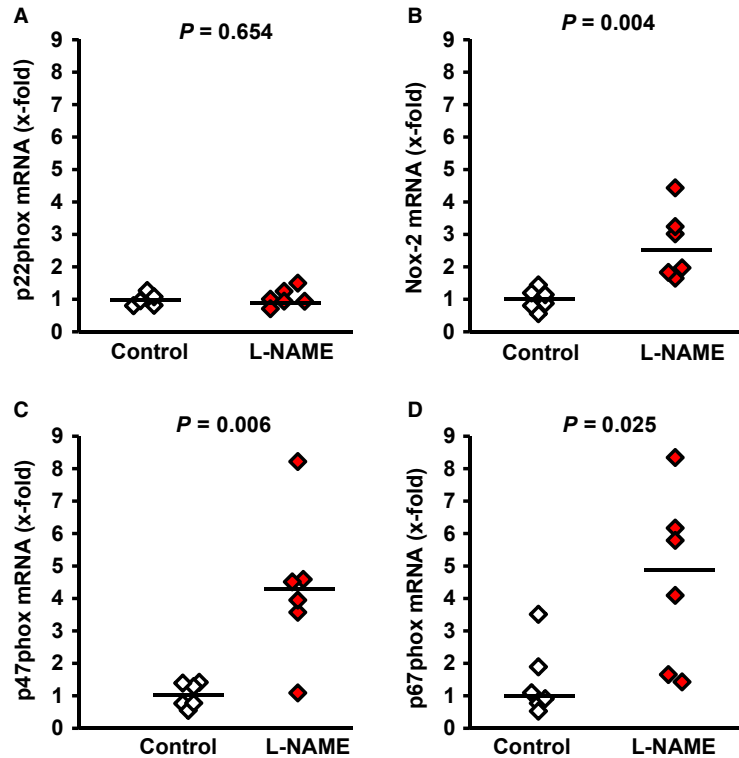 A
P = 0.654
p22phox mRNA (x-fold)
9
8
7
6
5
4
3
2
1
0
Control L-NAME
B
P = 0.004
Nox-2 mRNA (x-fold)
9
8
7
6
5
4
3
2
1
0
Control L-NAME
C
P = 0.006
p47phox mRNA (x-fold)
9
8
7
6
5
4
3
2
1
0
Control L-NAME
D
P = 0.025
p67phox mRNA (x-fold)
9
8
7
6
5
4
3
2
1
0
Control L-NAME